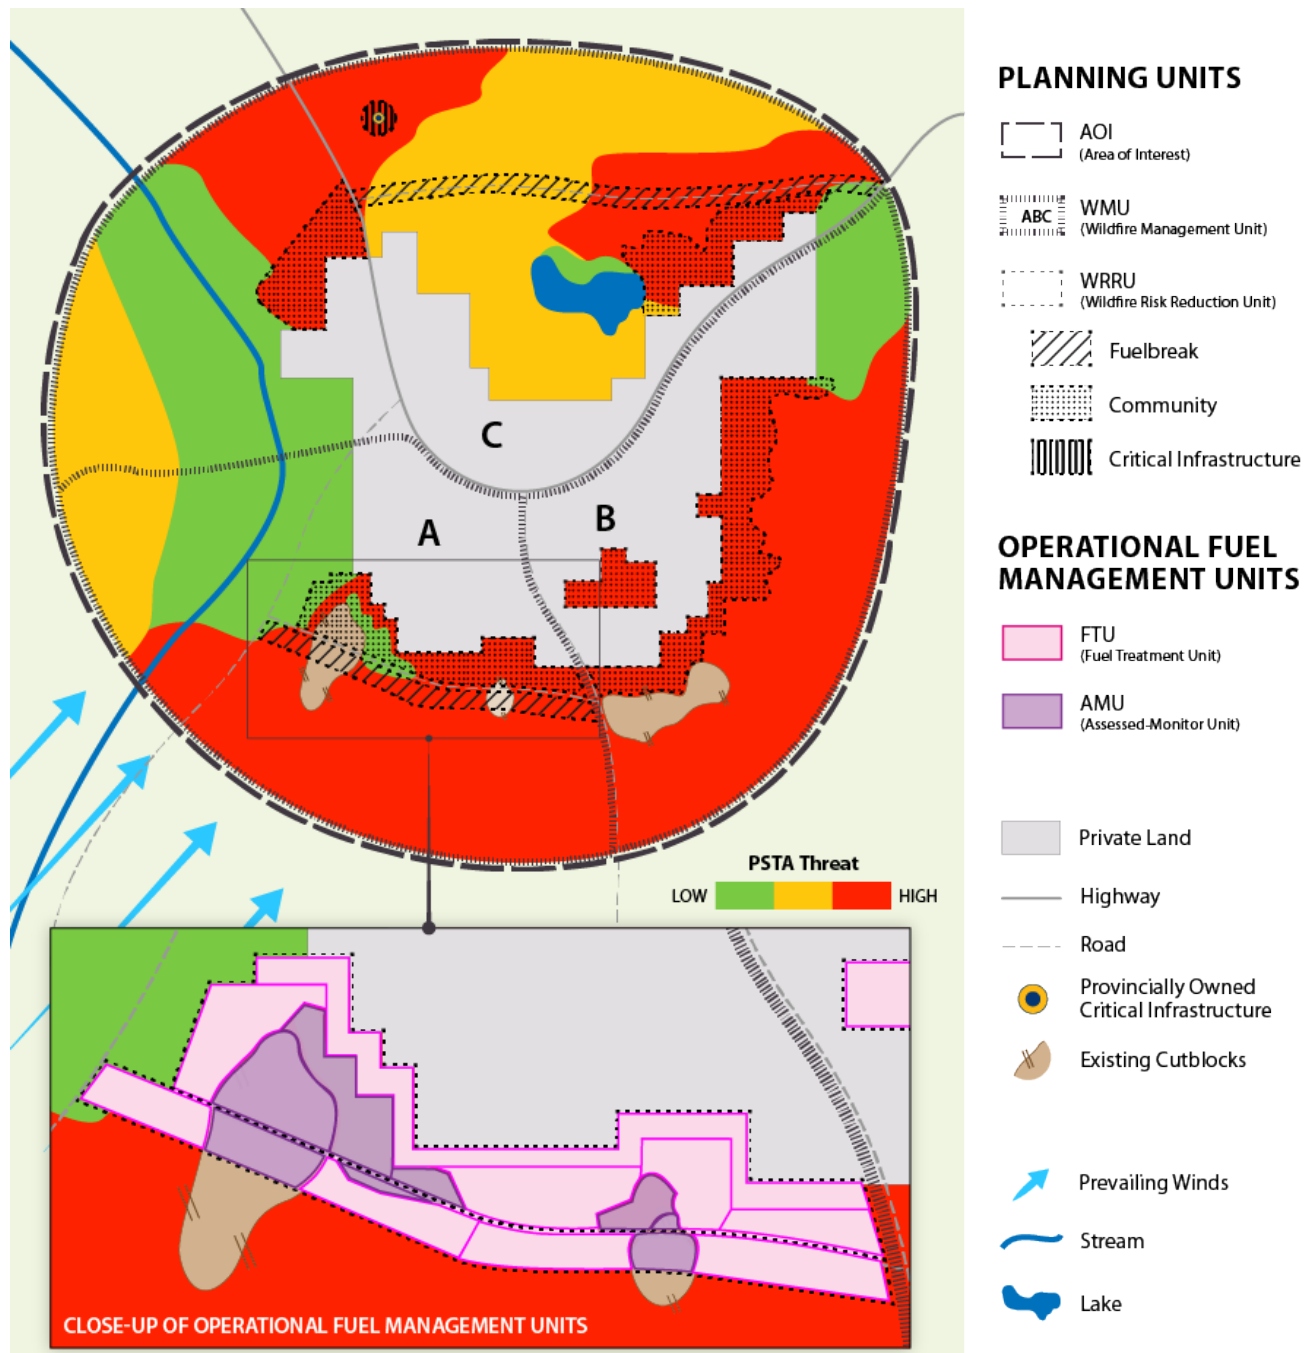 C
A
B
PSTA Threat
LOW
HIGH
CLOSE-UP OF OPERATIONAL FUEL MANAGEMENT UNITS
PLANNING UNITS
AOI
(Area of Interest)
ABC
WMU
(Wildfire Management Unit)
WRRU
(Wildfire Risk Reduction Unit)
Fuelbreak
Community
Critical Infrastructure
OPERATIONAL FUEL
MANAGEMENT UNITS
FTU
(Fuel Treatment Unit)
AMU
(Assessed-Monitor Unit)
Private Land
Highway
Road
Provincially Owned
Critical Infrastructure
Existing Cutblocks
Prevailing Winds
Stream
Lake